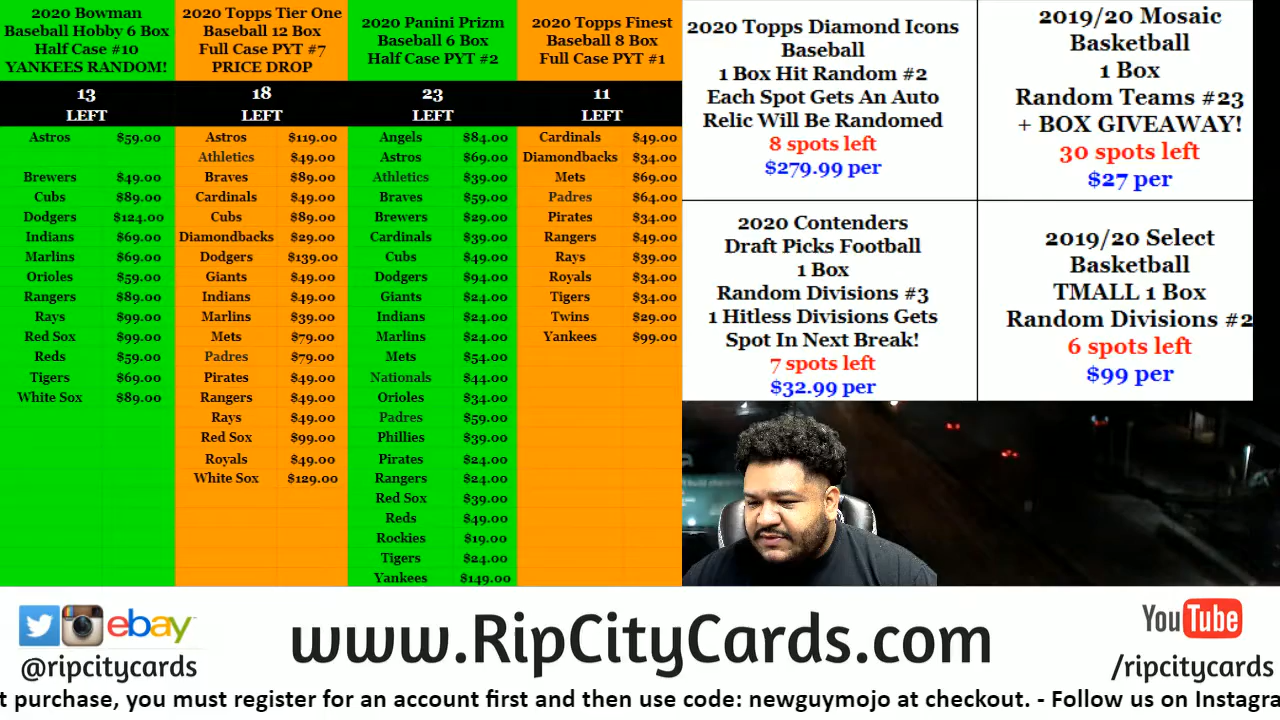 2020 Bowman
Baseball Hobby 6 Box
Half Case #10
YANKEES RANDOM!
13
LEFT
Astros $59.00
Brewers $49.00
Cubs $89.00
Dodgers $124.00
Indians $69.00
Marlins $69.00
Orioles $59.00
Rangers $89.00
Rays $99.00
Red Sox $99.00
Reds $59.00
Tigers $69.00
White Sox $89.00
2020 Topps Tier One
Baseball 12 Box
Full Case PYT #7
PRICE DROP
18
LEFT
Astros $119.00
Athletics $49.00
Braves $89.00
Cardinals $49.00
Cubs $89.00
Diamondbacks $29.00
Dodgers $139.00
Giants $49.00
Indians $49.00
Marlins $39.00
Mets $79.00
Padres $79.00
Pirates $49.00
Rangers $49.00
Rays $49.00
Red Sox $99.00
Royals $49.00
White Sox $129.00
2020 Panini Prizm
Baseball 6 Box
Half Case PYT #2
23
LEFT
Angels $84.00
Astros $69.00
Athletics $39.00
Braves $59.00
Brewers $29.00
Cardinals $39.00
Cubs $49.00
Dodgers $94.00
Giants $24.00
Indians $24.00
Marlins $24.00
Mets $54.00
Nationals $44.00
Orioles $34.00
Padres $59.00
Phillies $39.00
Pirates $24.00
Rangers $24.00
Red Sox $39.00
Reds $49.00
Rockies $19.00
Tigers $24.00
Yankees $149.00
2020 Topps Finest
Baseball 8 Box
Full Case PYT #1
11
LEFT
Cardinals $49.00
Diamondbacks $34.00
Mets $69.00
Padres $64.00
Pirates $34.00
Rangers $49.00
Rays $39.00
Royals $34.00
Tigers $34.00
Twins $29.00
Yankees $99.00
2020 Topps Diamond Icons
Baseball
1 Box Hit Random #2
Each Spot Gets An Auto
Relic Will Be Randomed
8 spots left
$279.99 per
2019/20 Mosaic
Basketball
1 Box
Random Teams #23
+ BOX GIVEAWAY!
30 spots left
$27 per
2020 Contenders
Draft Picks Football
1 Box
Random Divisions #3
1 Hitless Divisions Gets
Spot In Next Break!
7 spots left
$32.99 per
2019/20 Select
Basketball
TMALL 1 Box
Random Divisions #2
6 spots left
$99 per
ebay
@ripcitycards
www.RipCityCards.com
YouTube
/ripcitycards
t purchase, you must register for an account first and then use code: newguymojo at checkout. - Follow us on Instagra